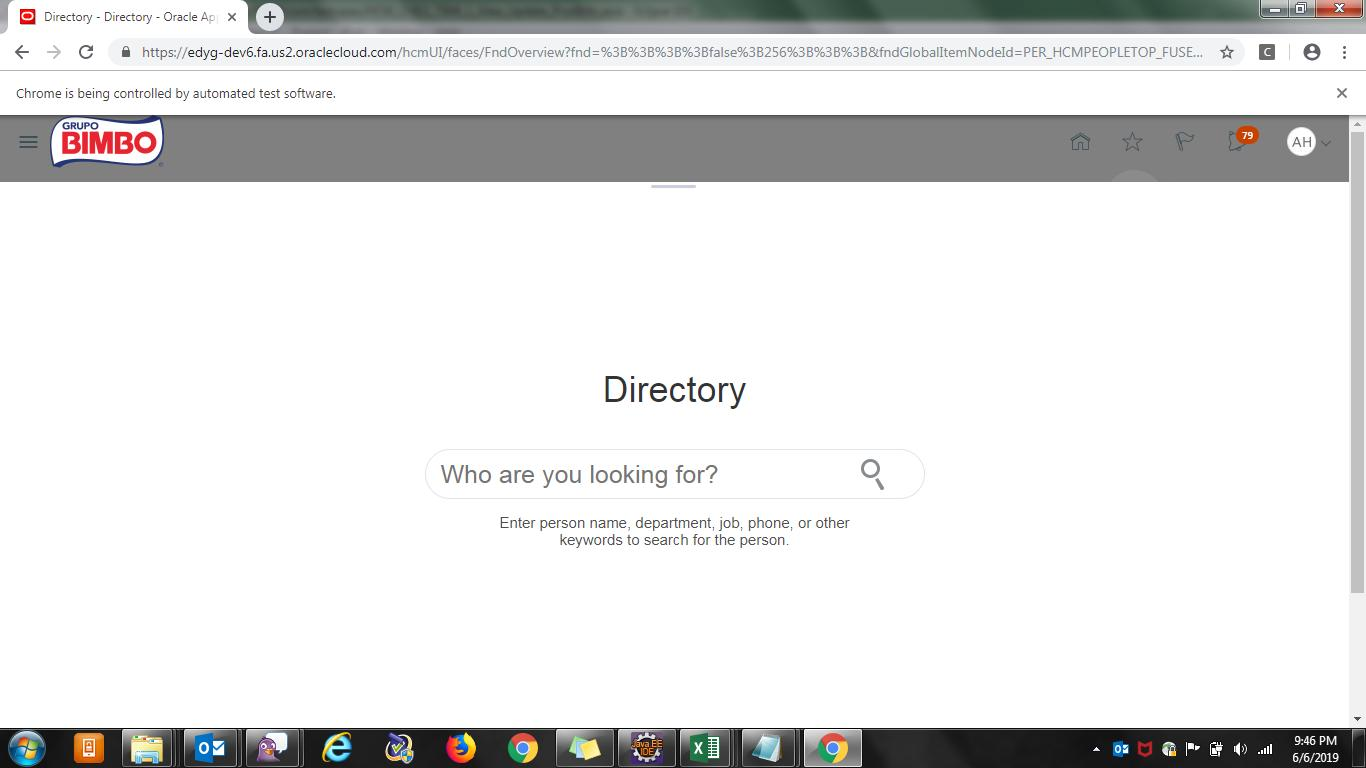 Directory - Directory - Oracle Ap
https://edyg-dev6.fa.us2.oraclecloud.com/hcmUI/faces/FndOverview?fnd=%3B%3B%3B%3Bfalse%3B256%3B%3B%3B&fndGlobalItemNodeId=PER_HCMPEOPLETOP_FUSE...
C
Chrome is being controlled by automated test software.
GRUPO
BIMBO
79
AH
Directory
Who are you looking for?
Enter person name, department, job, phone, or other
keywords to search for the person.
Java EE
IDE
9:46 PM
6/6/2019